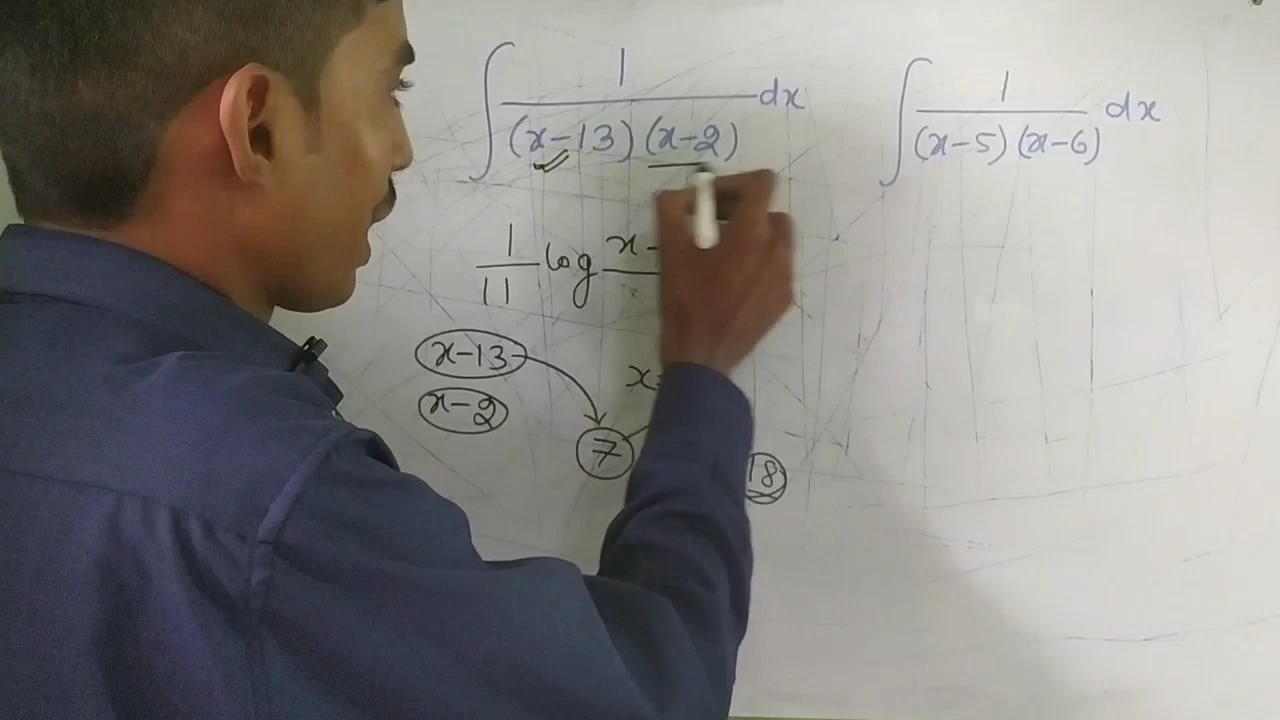 ∫ 1/((x-13)(x-2)) dx
∫ 1/((x-5)(x-6)) dx
1/11 log x-
x-13
x-2
x=
7
18